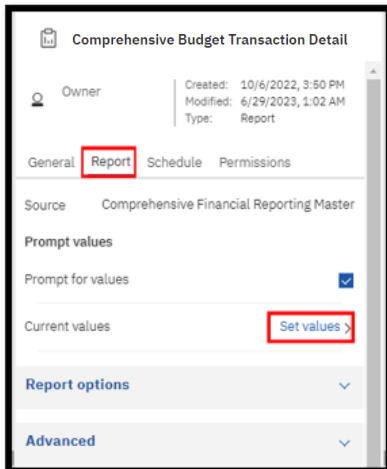 Comprehensive Budget Transaction Detail
Owner
Created: 10/6/2022, 3:50 PM
Modified: 6/29/2023, 1:02 AM
Type: Report
General Report Schedule Permissions
Source Comprehensive Financial Reporting Master
Prompt values
Prompt for values
Current values Set values
Report options
Advanced